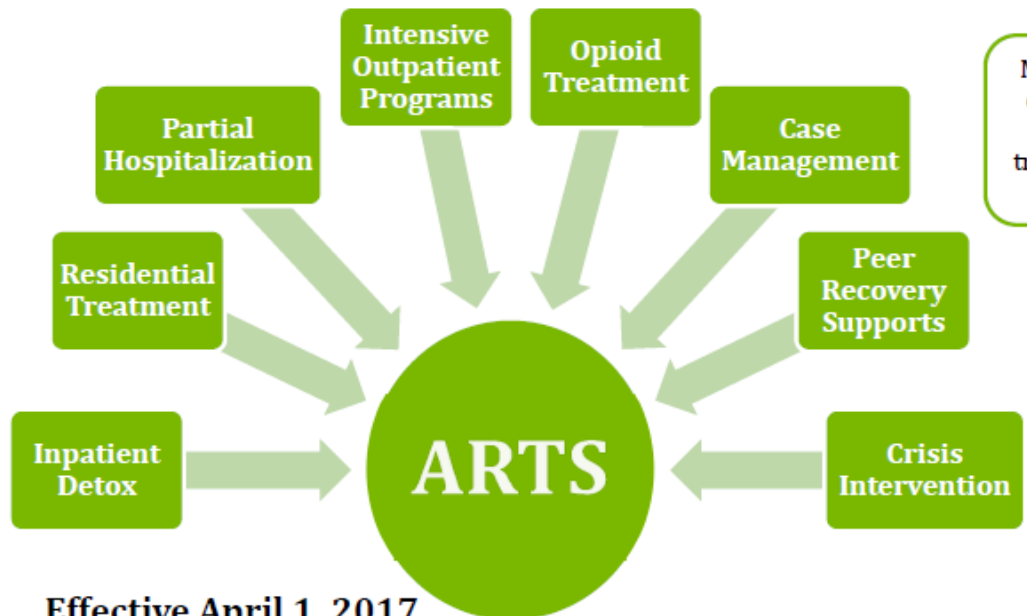 Intensive
Outpatient
Programs
Opioid
Treatment
Partial
Hospitalization
Case
Management
Residential
Treatment
Peer
Recovery
Supports
Inpatient
Detox
ARTS
Crisis
Intervention
Effective April 1, 2017